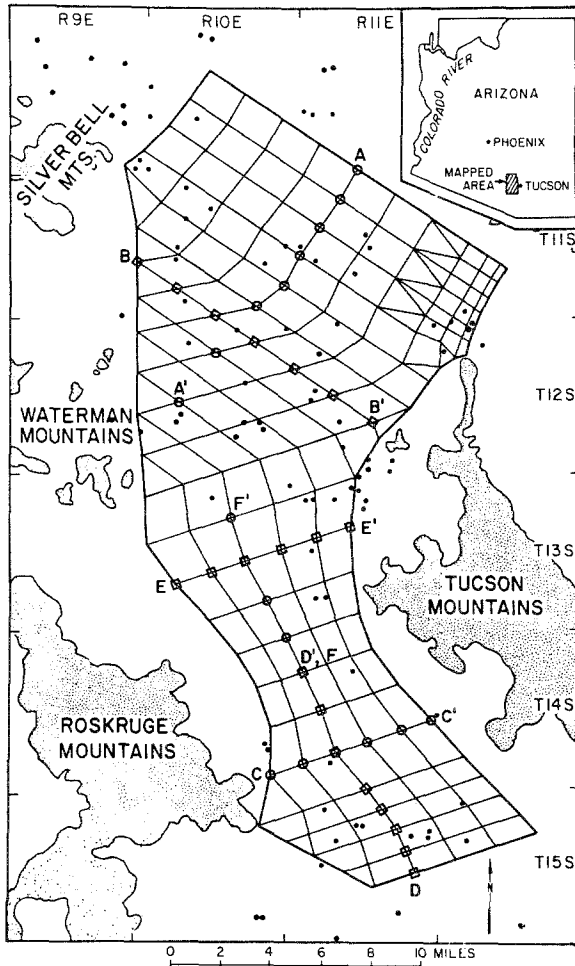 R9E R10E R11E
COLORADO RIVER
ARIZONA
PHOENIX
MAPPED
AREA
TUCSON
SILVER BELL
MTS.
A
T11S
B
A'
B'
T12S
WATERMAN
MOUNTAINS
F'
E'
T13S
E
TUCSON
MOUNTAINS
D', F
C'
T14S
ROSKRUGE
MOUNTAINS
C
T15S
D
N
0 2 4 6 8 10 MILES